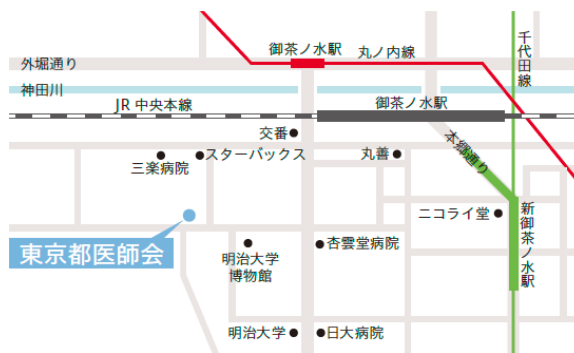 御茶ノ水駅
丸ノ内線
千代田線
外堀通り
神田川
JR 中央本線
御茶ノ水駅
交番
スターバックス
丸善
本郷通り
三楽病院
ニコライ堂
新御茶ノ水駅
東京都医師会
明治大学
博物館
杏雲堂病院
明治大学
日大病院